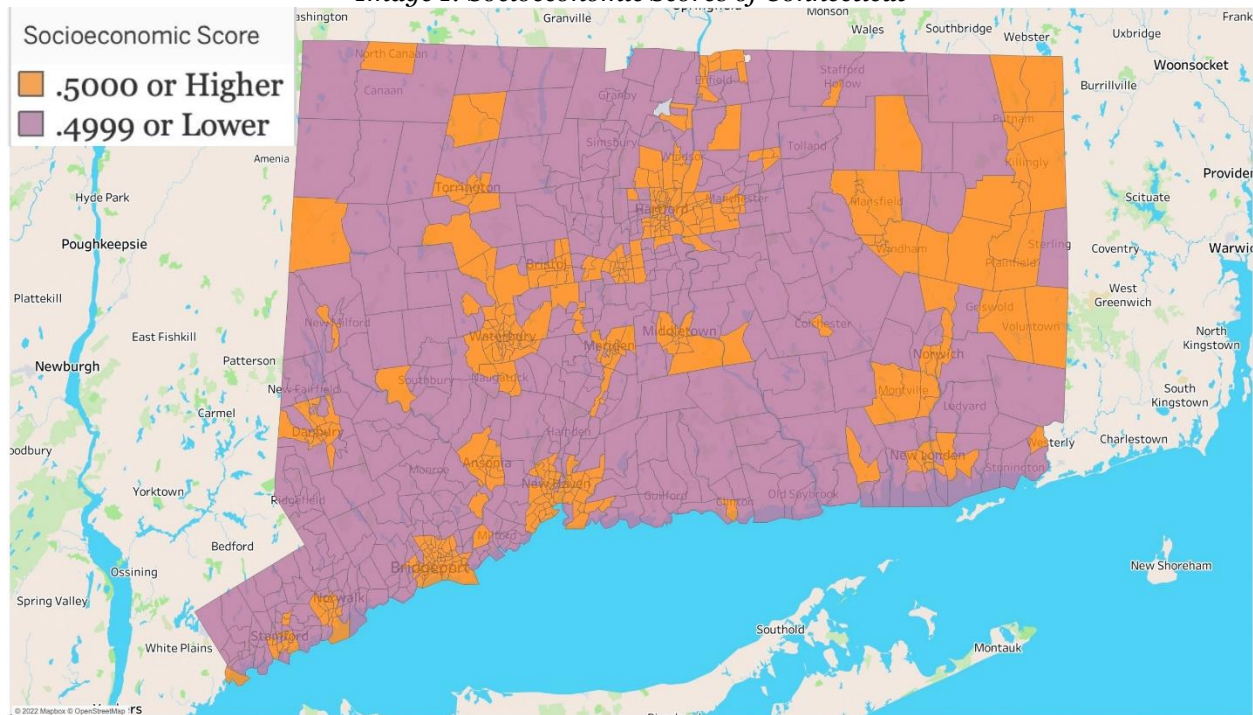 Image 1: Socioeconomic Scores of Connecticut
Socioeconomic Score
.5000 or Higher
.4999 or Lower
Granville
Monson
Wales
Southbridge
Webster
Uxbridge
Woonsocket
Burrillville
North Canaan
Canaan
Granby
Enfield
Stafford
Hollow
Putnam
Amenia
Simsbury
Windsor
Tolland
Killingly
Hyde Park
Torrington
Hartford
Manchester
Mansfield
Scituate
Poughkeepsie
Bristol
Windham
Sterling
Plainfield
Coventry
Plattekill
West
Greenwich
New Milford
Griswold
Voluntown
East Fishkill
Waterbury
Meriden
Middletown
Colchester
Norwich
North
Kingstown
Newburgh
Patterson
Southbury
Naugatuck
New Fairfield
Montville
Ledyard
South
Kingstown
Carmel
Danbury
Hamden
Westerly
Charlestown
Monroe
Ansonia
New Haven
New London
Stonington
Yorktown
Ridgefield
Guilford
Clinton
Old Saybrook
Bedford
Milford
Bridgeport
Ossining
New Shoreham
Spring Valley
Norwalk
Stamford
White Plains
Southold
Montauk
© 2022 Mapbox © OpenStreetMap